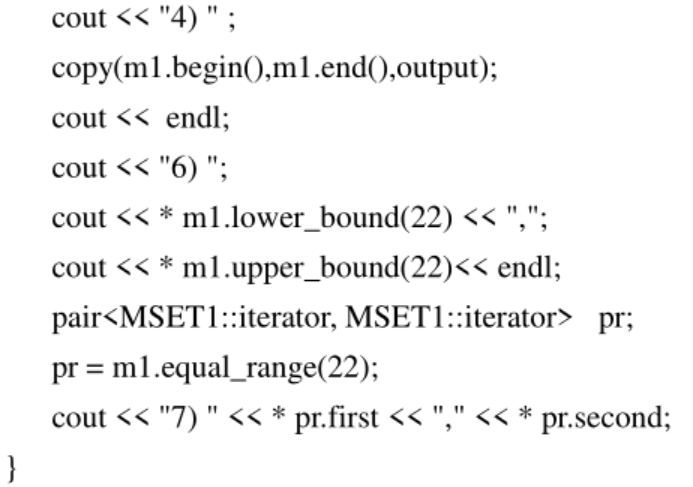 cout << "4) " ;
copy(m1.begin(),m1.end(),output);
cout <<  endl;
cout << "6) ";
cout << * m1.lower_bound(22) << ",";
cout << * m1.upper_bound(22)<< endl;
pair<MSET1::iterator, MSET1::iterator>   pr;
pr = m1.equal_range(22);
cout << "7) " << * pr.first << "," << * pr.second;
}